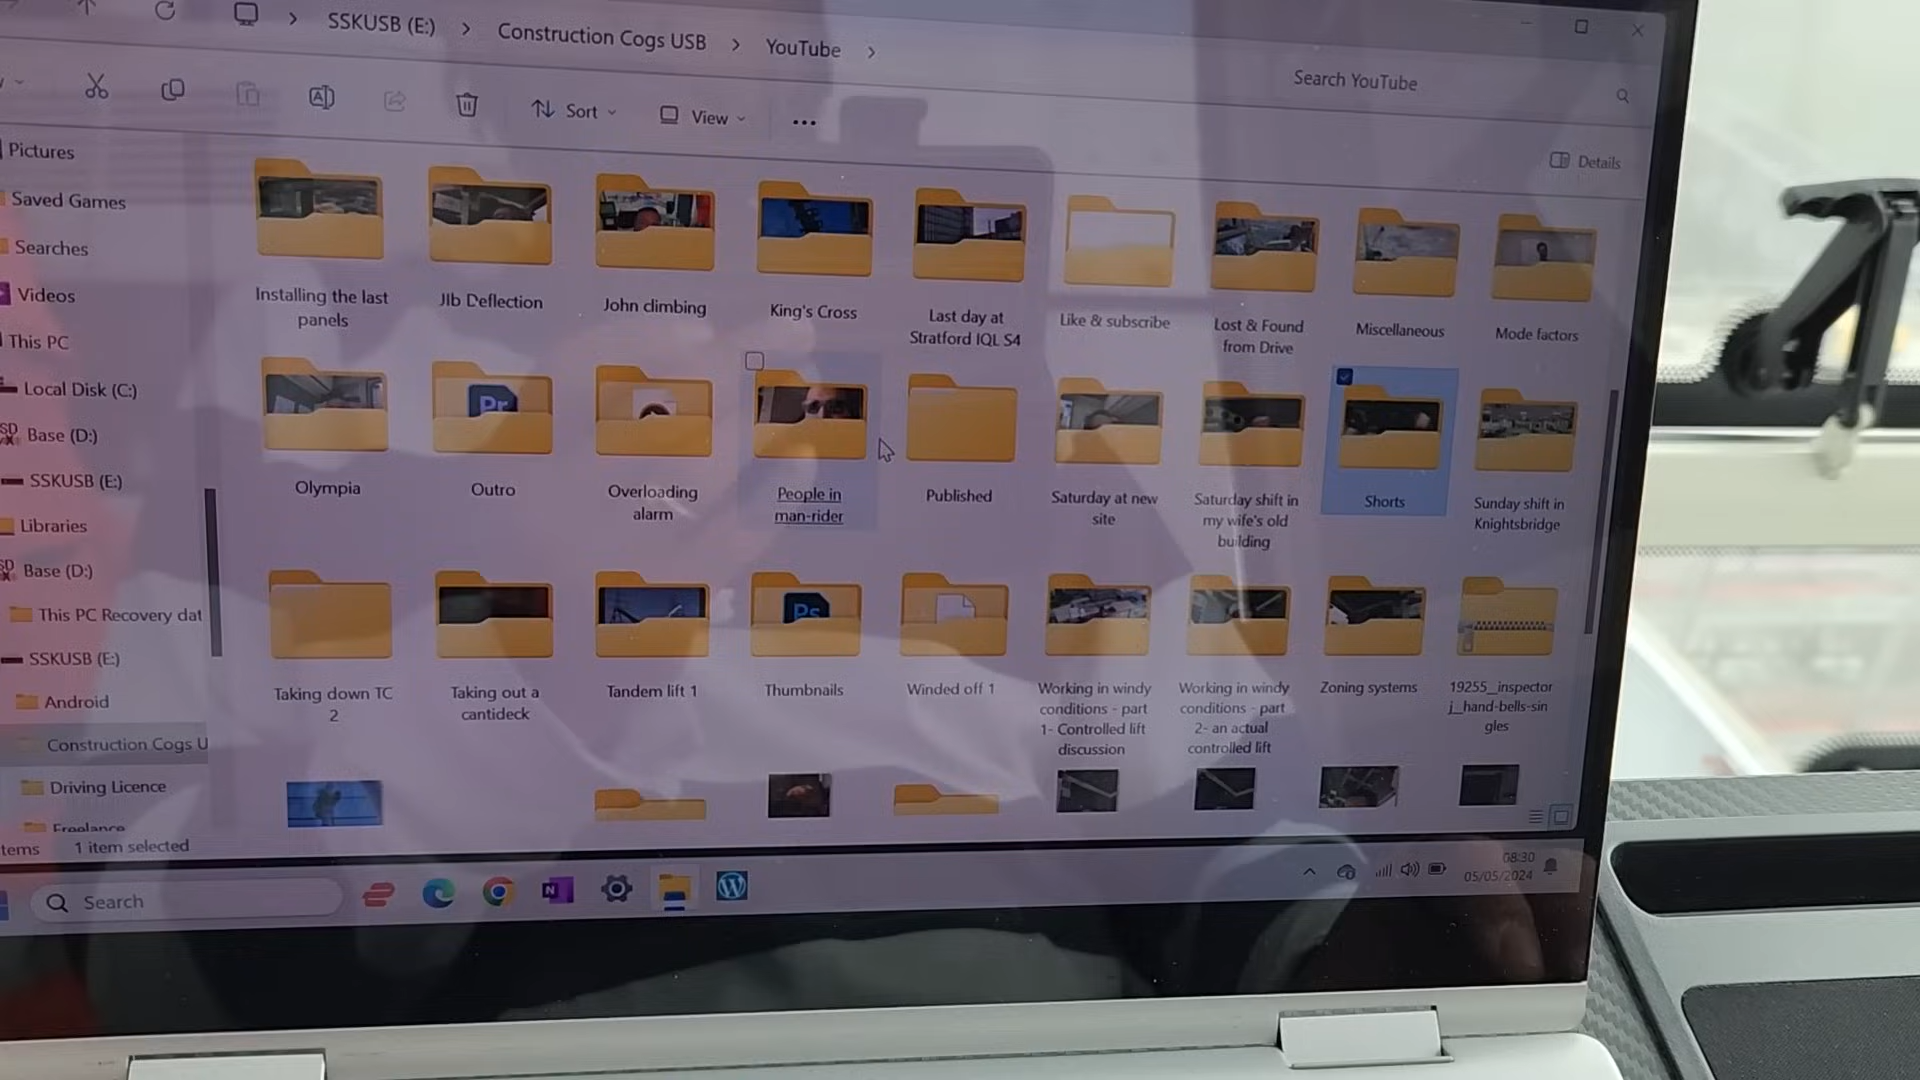 SSKUSB (E:) > Construction Cogs USB > YouTube >
Search YouTube
Sort
View
...
Details
Pictures
Saved Games
Searches
Videos
This PC
Local Disk (C:)
Base (D:)
SSKUSB (E:)
Libraries
Base (D:)
This PC Recovery dat
SSKUSB (E:)
Android
Construction Cogs U
Driving Licence
Freelance
Installing the last
panels
JIb Deflection
John climbing
King's Cross
Last day at
Stratford IQL S4
Like & subscribe
Lost & Found
from Drive
Miscellaneous
Mode factors
Olympia
Pr
Outro
Overloading
alarm
People in
man-rider
Published
Saturday at new
site
Saturday shift in
my wife's old
building
Shorts
Sunday shift in
Knightsbridge
Taking down TC
2
Taking out a
cantideck
Tandem lift 1
Ps
Thumbnails
Winded off 1
Working in windy
conditions - part
1- Controlled lift
discussion
Working in windy
conditions - part
2- an actual
controlled lift
Zoning systems
19255__inspector
j__hand-bells-sin
gles
tems
1 item selected
Search
N
W
08:30
05/05/2024